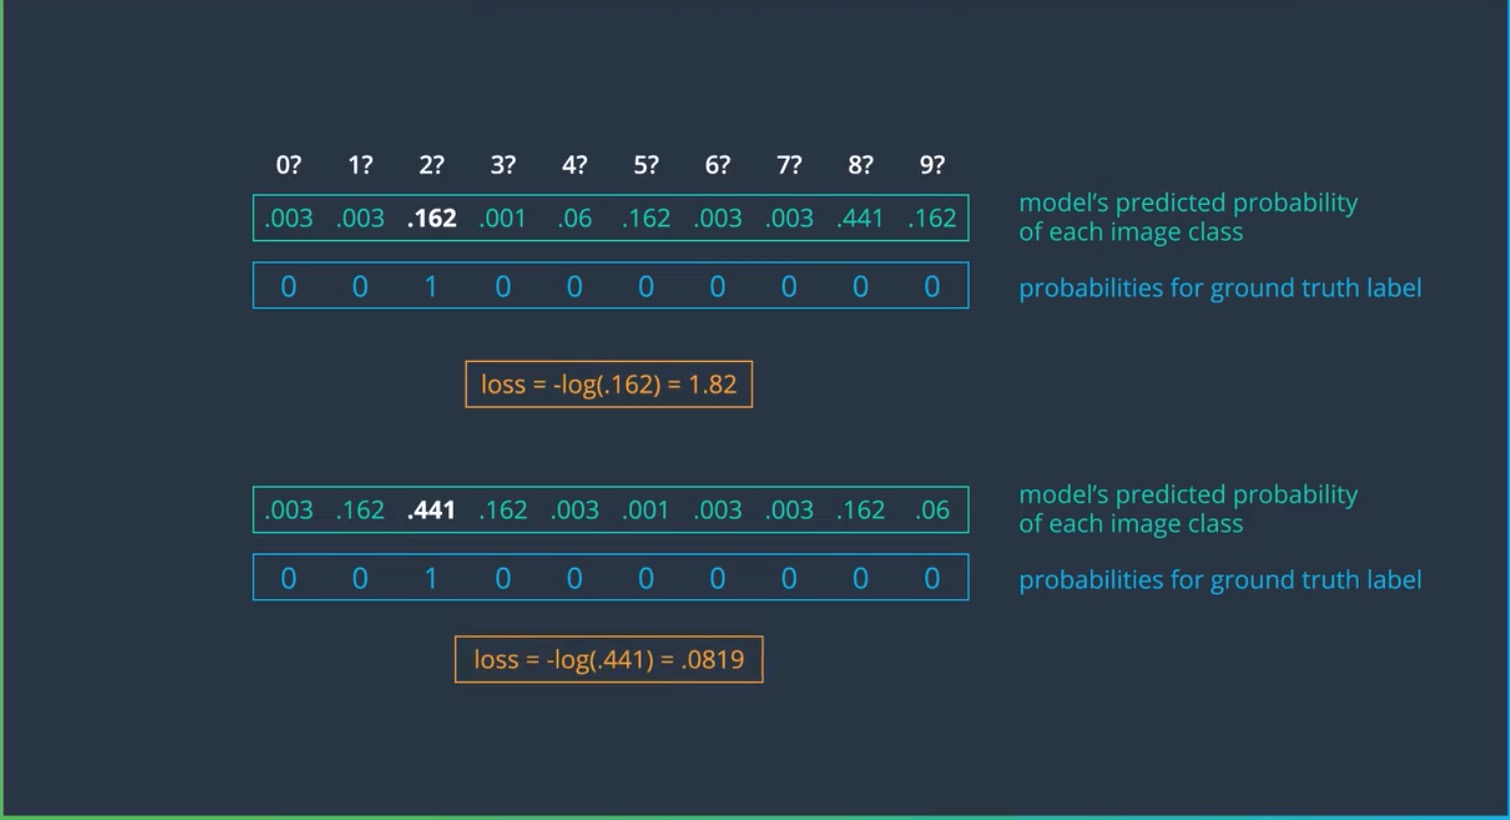 0? 1? 2? 3? 4? 5? 6? 7? 8? 9?
.003 .003 .162 .001 .06 .162 .003 .003 .441 .162
model's predicted probability
of each image class
0 0 1 0 0 0 0 0 0 0
probabilities for ground truth label
loss = -log(.162) = 1.82
.003 .162 .441 .162 .003 .001 .003 .003 .162 .06
model's predicted probability
of each image class
0 0 1 0 0 0 0 0 0 0
probabilities for ground truth label
loss = -log(.441) = .0819